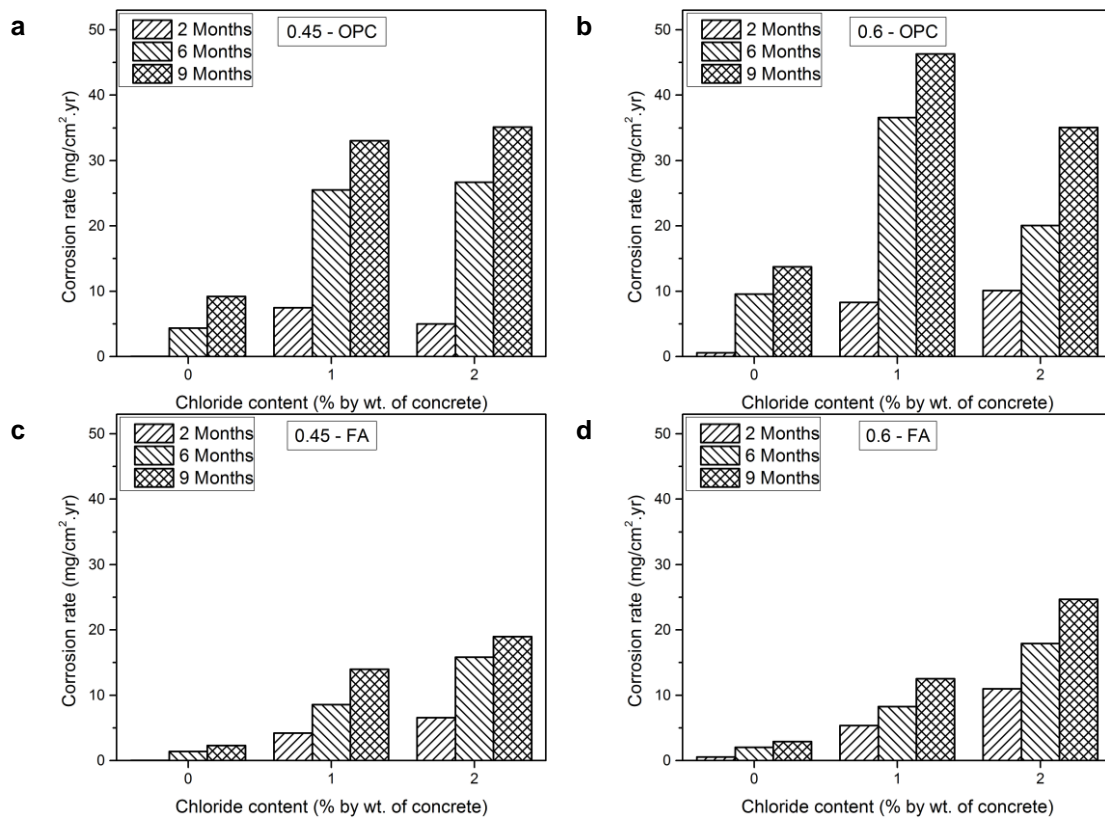 a
2 Months
6 Months
9 Months
0.45 - OPC
50
40
30
20
10
0
Corrosion rate (mg/cm².yr)
0 1 2
Chloride content (% by wt. of concrete)
b
2 Months
6 Months
9 Months
0.6 - OPC
50
40
30
20
10
0
Corrosion rate (mg/cm².yr)
0 1 2
Chloride content (% by wt. of concrete)
c
2 Months
6 Months
9 Months
0.45 - FA
50
40
30
20
10
0
Corrosion rate (mg/cm².yr)
0 1 2
Chloride content (% by wt. of concrete)
d
2 Months
6 Months
9 Months
0.6 - FA
50
40
30
20
10
0
Corrosion rate (mg/cm².yr)
0 1 2
Chloride content (% by wt. of concrete)